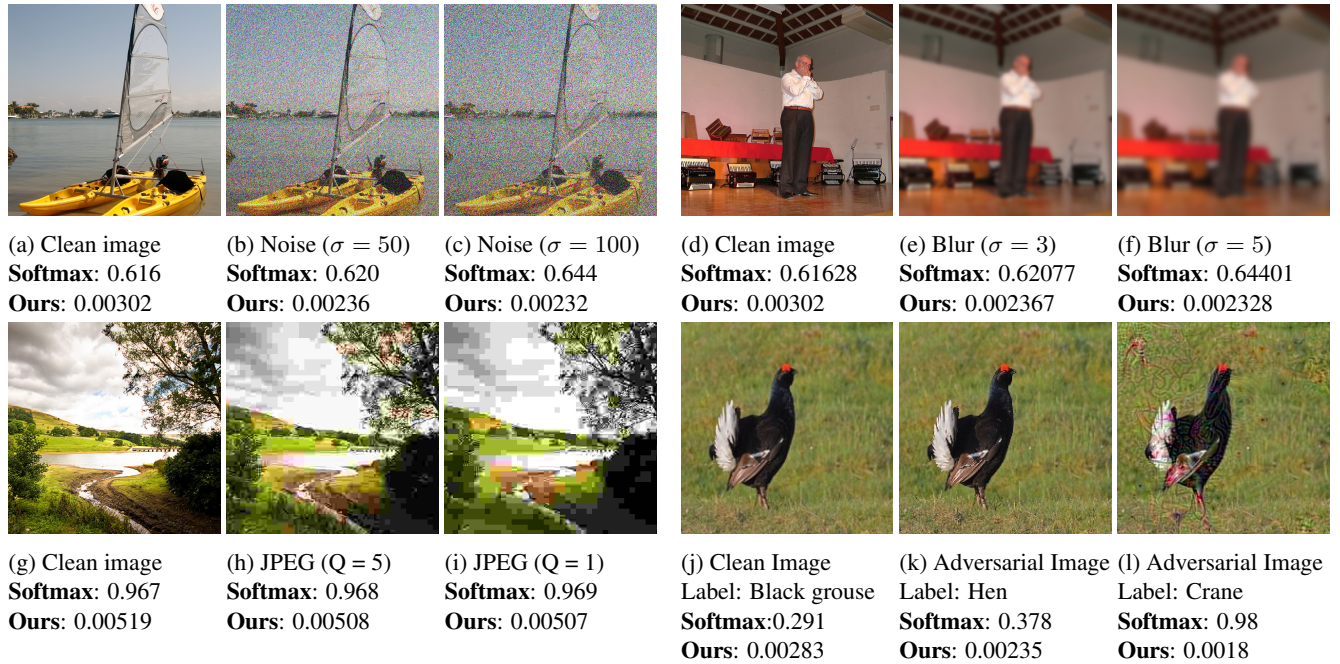 (a) Clean image
Softmax: 0.616
Ours: 0.00302
(b) Noise (σ = 50)
Softmax: 0.620
Ours: 0.00236
(c) Noise (σ = 100)
Softmax: 0.644
Ours: 0.00232
(d) Clean image
Softmax: 0.61628
Ours: 0.00302
(e) Blur (σ = 3)
Softmax: 0.62077
Ours: 0.002367
(f) Blur (σ = 5)
Softmax: 0.64401
Ours: 0.002328
(g) Clean image
Softmax: 0.967
Ours: 0.00519
(h) JPEG (Q = 5)
Softmax: 0.968
Ours: 0.00508
(i) JPEG (Q = 1)
Softmax: 0.969
Ours: 0.00507
(j) Clean Image
Label: Black grouse
Softmax:0.291
Ours: 0.00283
(k) Adversarial Image
Label: Hen
Softmax: 0.378
Ours: 0.00235
(l) Adversarial Image
Label: Crane
Softmax: 0.98
Ours: 0.0018